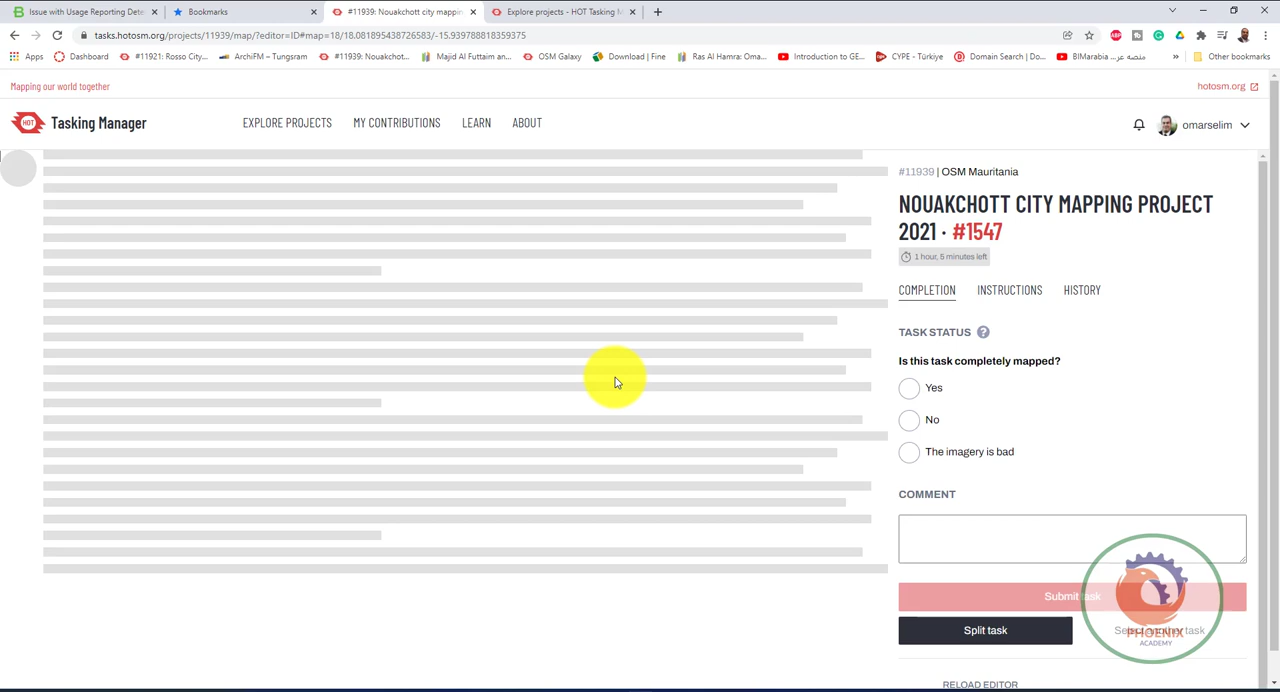 Issue with Usage Reporting Dete
Bookmarks
#11939: Nouakchott city mappin
Explore projects - HOT Tasking M
tasks.hotosm.org/projects/11939/map/?editor=ID#map=18/18.081895438726583/-15.939788818359375
Apps
Dashboard
#11921: Rosso City...
ArchiFM – Tungsram
#11939: Nouakchot...
Majid Al Futtaim an...
OSM Galaxy
Download | Fine
Ras Al Hamra: Oma...
Introduction to GE...
CYPE - Türkiye
Domain Search | Do...
BIMarabia منصه عر...
»
Other bookmarks
Mapping our world together
hotosm.org
HOT Tasking Manager
EXPLORE PROJECTS
MY CONTRIBUTIONS
LEARN
ABOUT
omarselim
#11939 | OSM Mauritania
NOUAKCHOTT CITY MAPPING PROJECT
2021 · #1547
1 hour, 5 minutes left
COMPLETION
INSTRUCTIONS
HISTORY
TASK STATUS ?
Is this task completely mapped?
Yes
No
The imagery is bad
COMMENT
Submit task
Split task
Select another task
PHOENIX
ACADEMY
RELOAD EDITOR